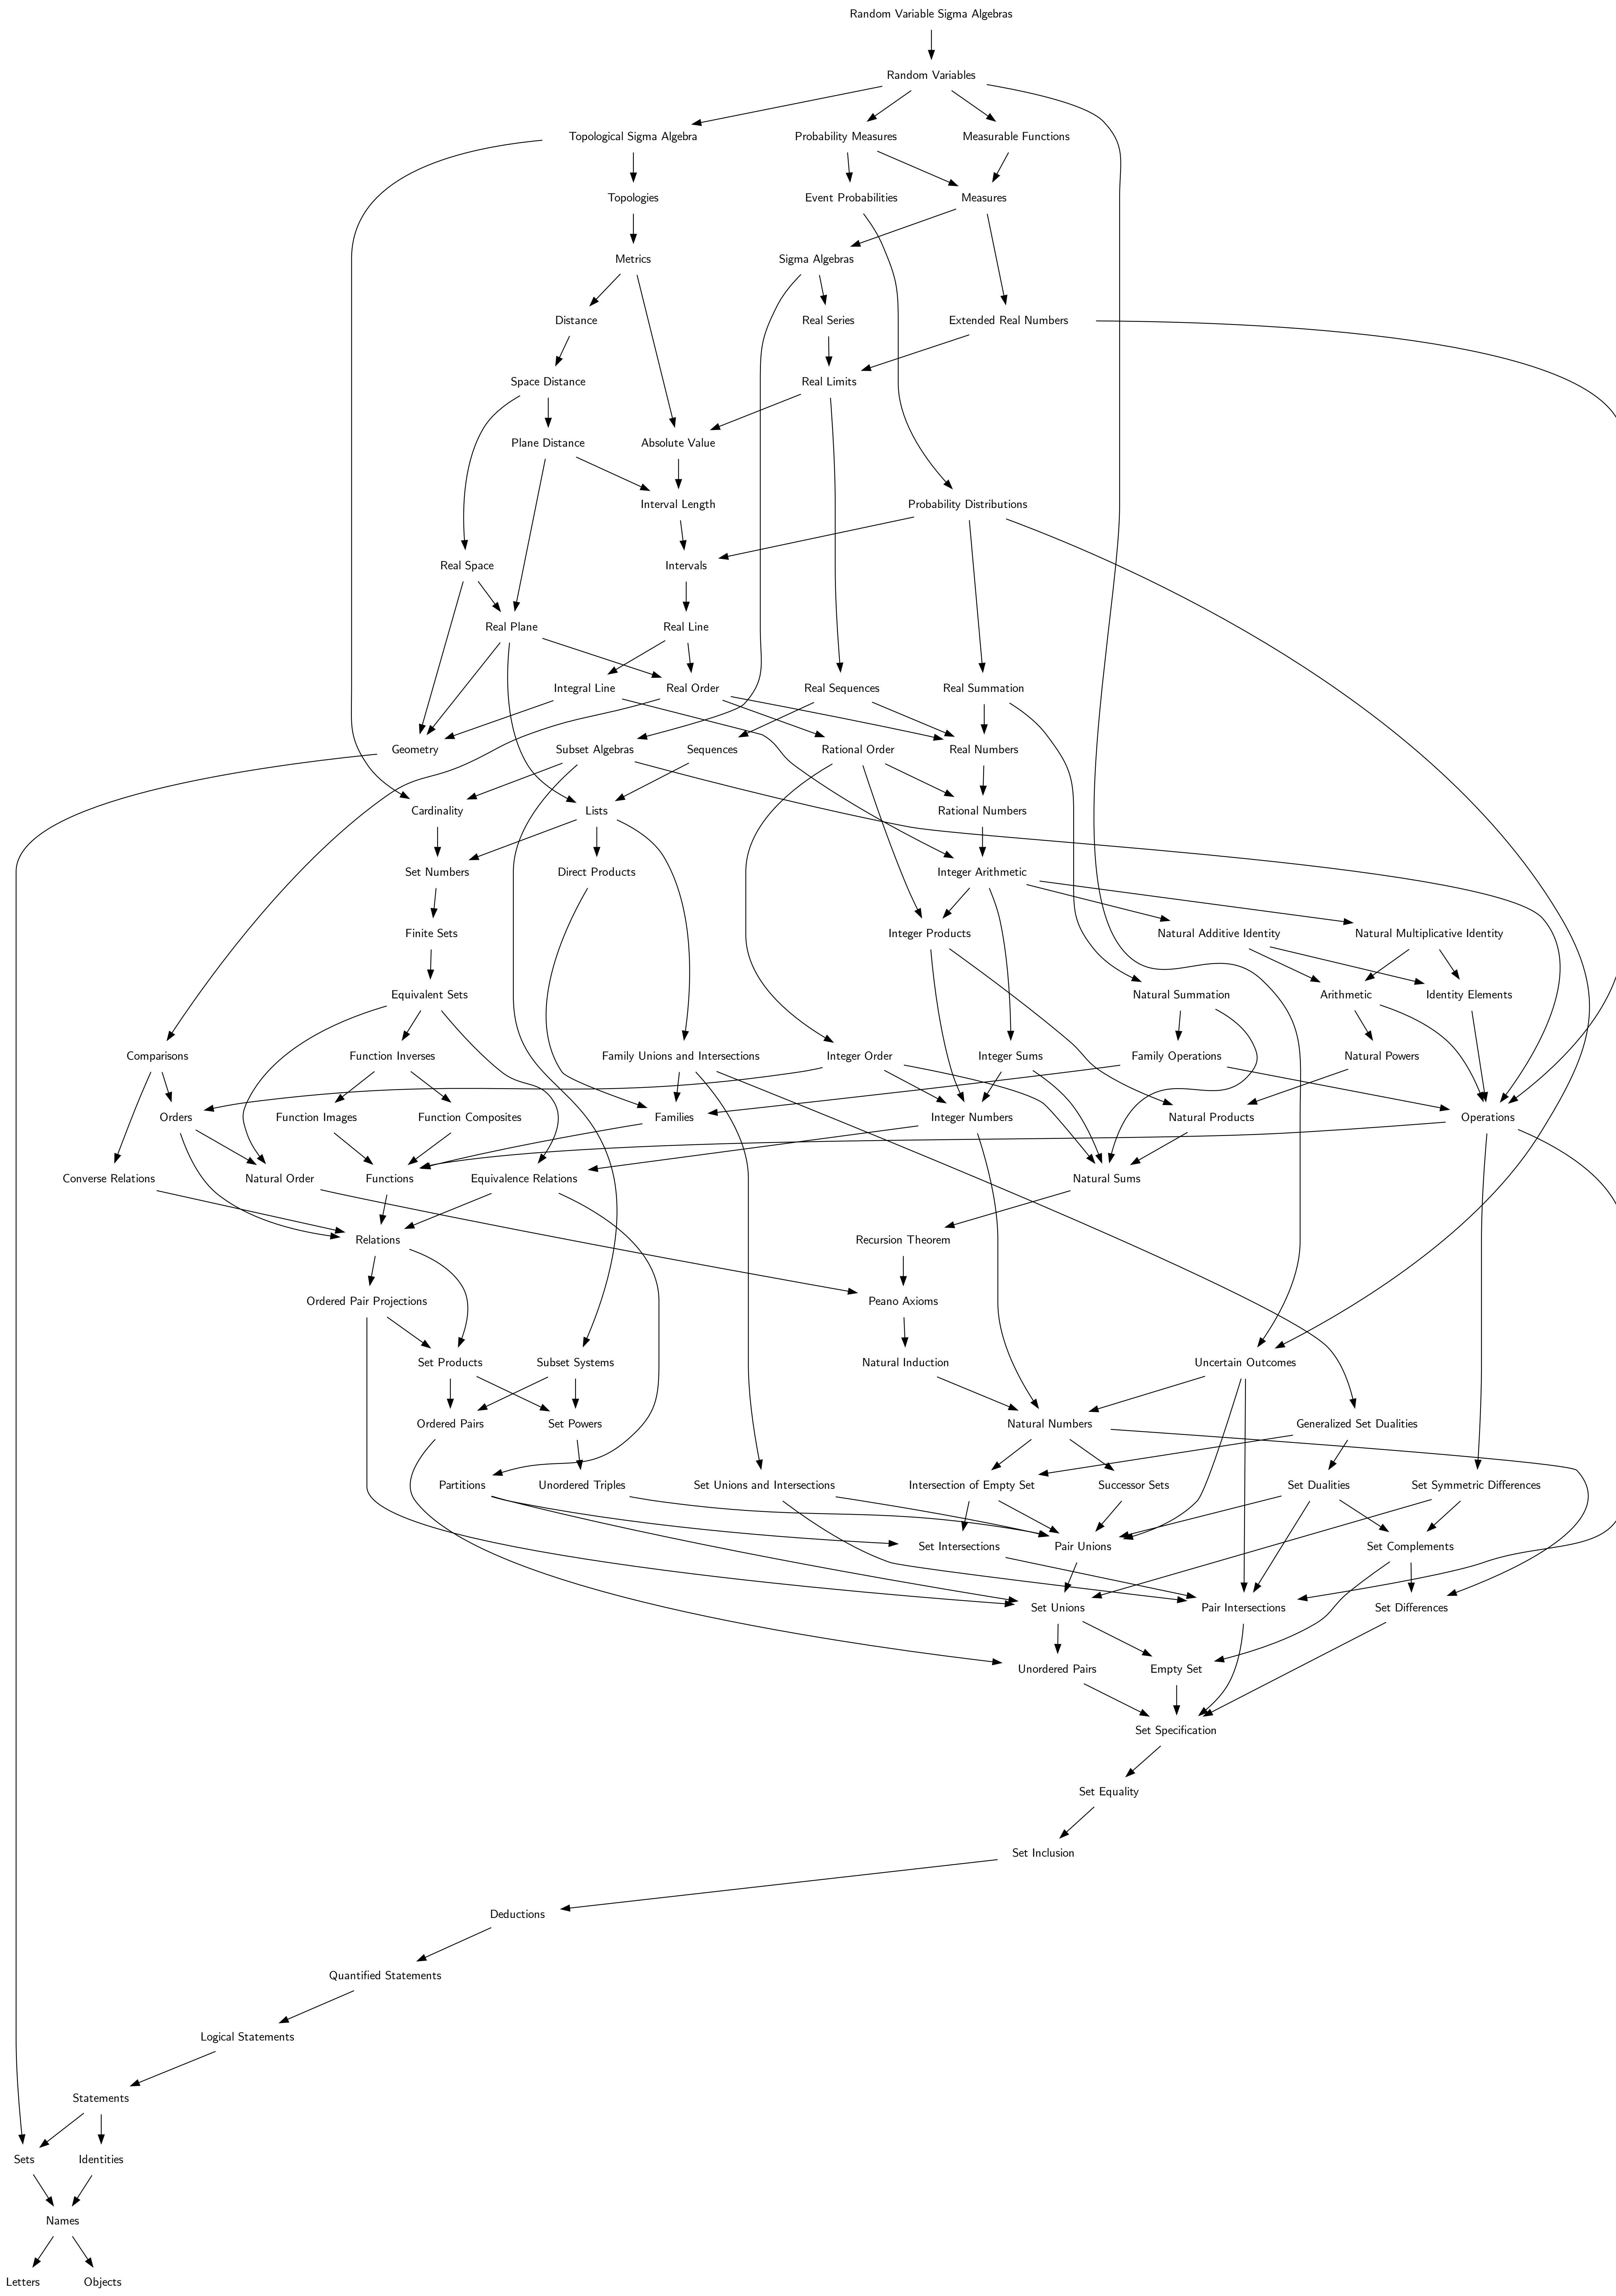 Random Variable Sigma Algebras
Random Variables
Topological Sigma Algebra
Probability Measures
Measurable Functions
Topologies
Event Probabilities
Measures
Metrics
Sigma Algebras
Distance
Real Series
Extended Real Numbers
Space Distance
Real Limits
Plane Distance
Absolute Value
Interval Length
Probability Distributions
Real Space
Intervals
Real Plane
Real Line
Integral Line
Real Order
Real Sequences
Real Summation
Geometry
Subset Algebras
Sequences
Rational Order
Real Numbers
Cardinality
Lists
Rational Numbers
Set Numbers
Direct Products
Integer Arithmetic
Finite Sets
Integer Products
Natural Additive Identity
Natural Multiplicative Identity
Equivalent Sets
Natural Summation
Arithmetic
Identity Elements
Comparisons
Function Inverses
Family Unions and Intersections
Integer Order
Integer Sums
Family Operations
Natural Powers
Orders
Function Images
Function Composites
Families
Integer Numbers
Natural Products
Operations
Converse Relations
Natural Order
Functions
Equivalence Relations
Natural Sums
Relations
Recursion Theorem
Ordered Pair Projections
Peano Axioms
Set Products
Subset Systems
Natural Induction
Uncertain Outcomes
Ordered Pairs
Set Powers
Natural Numbers
Generalized Set Dualities
Partitions
Unordered Triples
Set Unions and Intersections
Intersection of Empty Set
Successor Sets
Set Dualities
Set Symmetric Differences
Set Intersections
Pair Unions
Set Complements
Set Unions
Pair Intersections
Set Differences
Unordered Pairs
Empty Set
Set Specification
Set Equality
Set Inclusion
Deductions
Quantified Statements
Logical Statements
Statements
Sets
Identities
Names
Letters
Objects